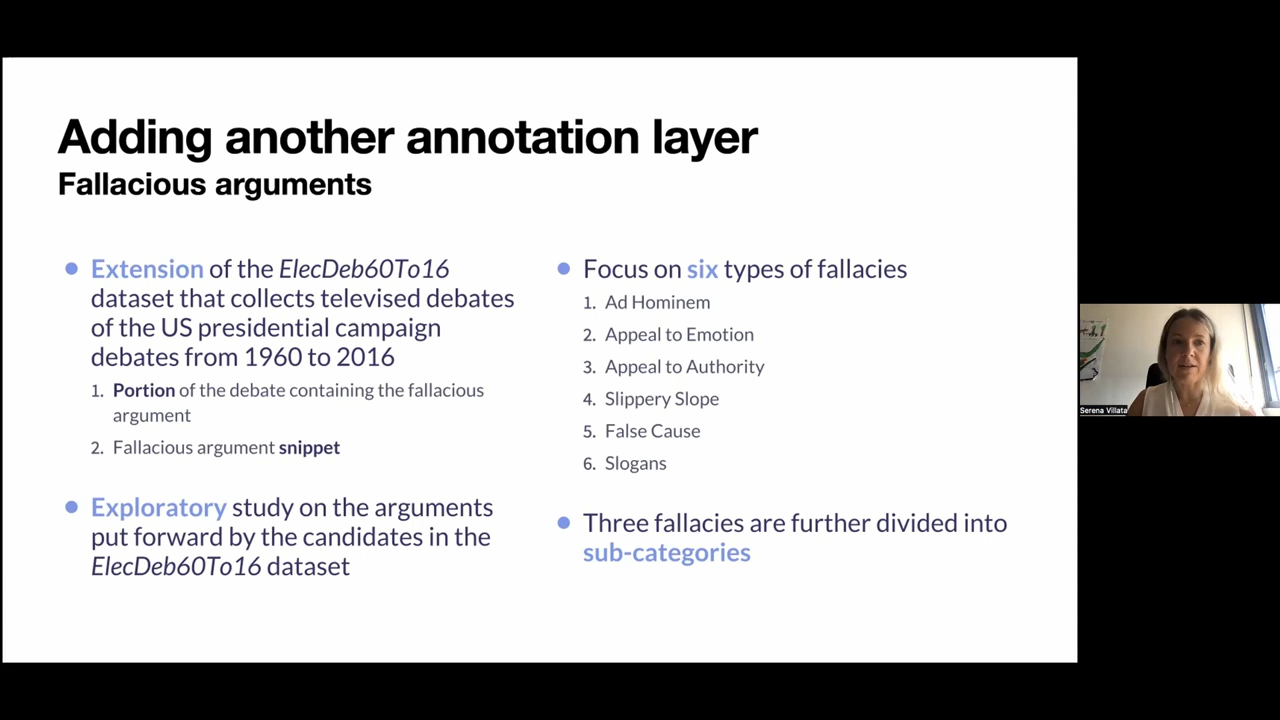 Adding another annotation layer
Fallacious arguments
Extension of the ElecDeb60To16
dataset that collects televised debates
of the US presidential campaign
debates from 1960 to 2016
1. Portion of the debate containing the fallacious
argument
2. Fallacious argument snippet
Exploratory study on the arguments
put forward by the candidates in the
ElecDeb60To16 dataset
Focus on six types of fallacies
1. Ad Hominem
2. Appeal to Emotion
3. Appeal to Authority
4. Slippery Slope
5. False Cause
6. Slogans
Three fallacies are further divided into
sub-categories
Serena Villata